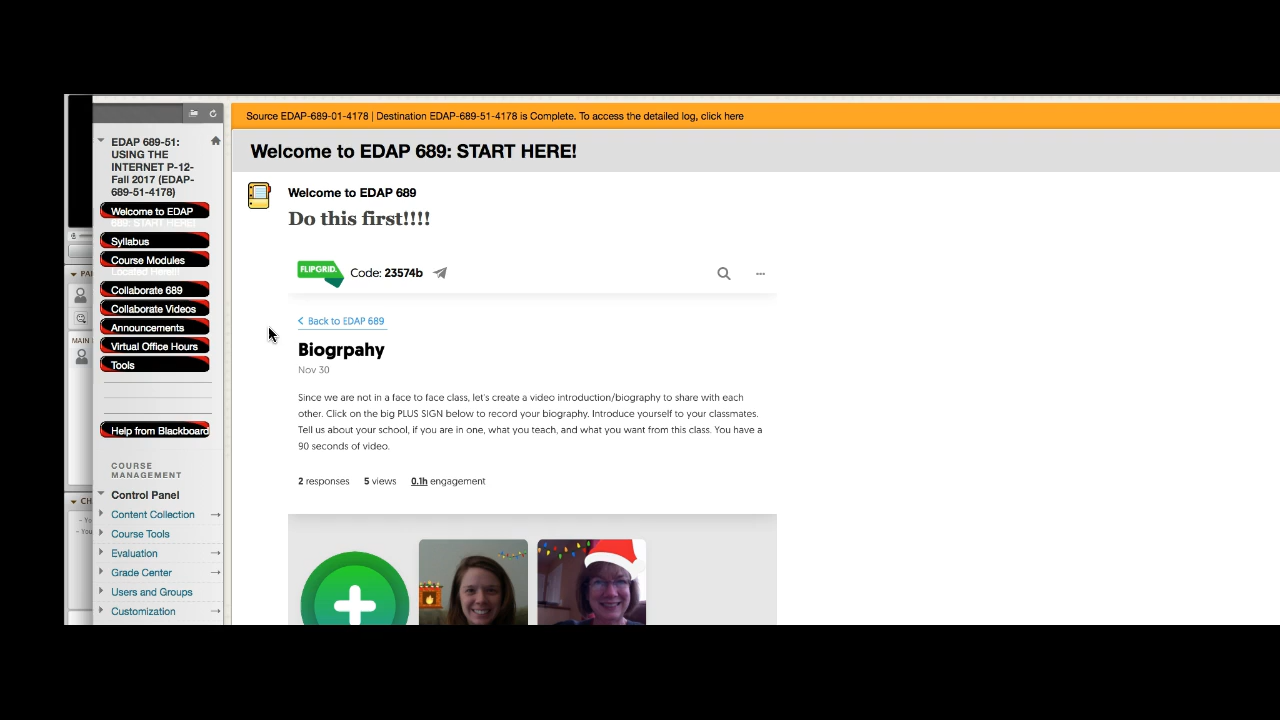 Source EDAP-689-01-4178 | Destination EDAP-689-51-4178 is Complete. To access the detailed log, click here
Welcome to EDAP 689: START HERE!
EDAP 689-51:
USING THE
INTERNET P-12-
Fall 2017 (EDAP-
689-51-4178)
Welcome to EDAP
689: START HERE!
Syllabus
Course Modules
Located Here!!!
Collaborate 689
Collaborate Videos
Announcements
Virtual Office Hours
Tools
Help from Blackboard
COURSE
MANAGEMENT
Control Panel
Content Collection
Course Tools
Evaluation
Grade Center
Users and Groups
Customization
Welcome to EDAP 689
Do this first!!!!
FLIPGRID.
Code: 23574b
Back to EDAP 689
Biogrpahy
Nov 30
Since we are not in a face to face class, let's create a video introduction/biography to share with each
other. Click on the big PLUS SIGN below to record your biography. Introduce yourself to your classmates.
Tell us about your school, if you are in one, what you teach, and what you want from this class. You have a
90 seconds of video.
2 responses 5 views 0.1h engagement
PA
MAIN
CH